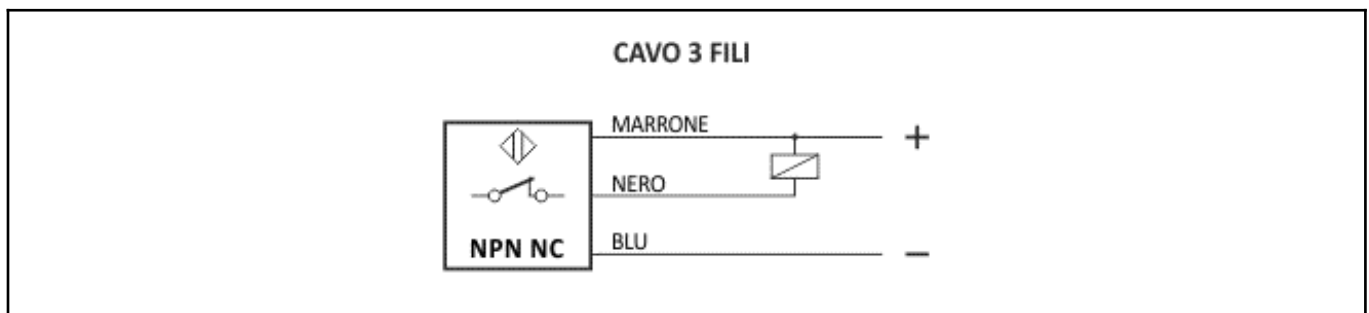 CAVO 3 FILI
MARRONE
+
NERO
NPN NC
BLU
−